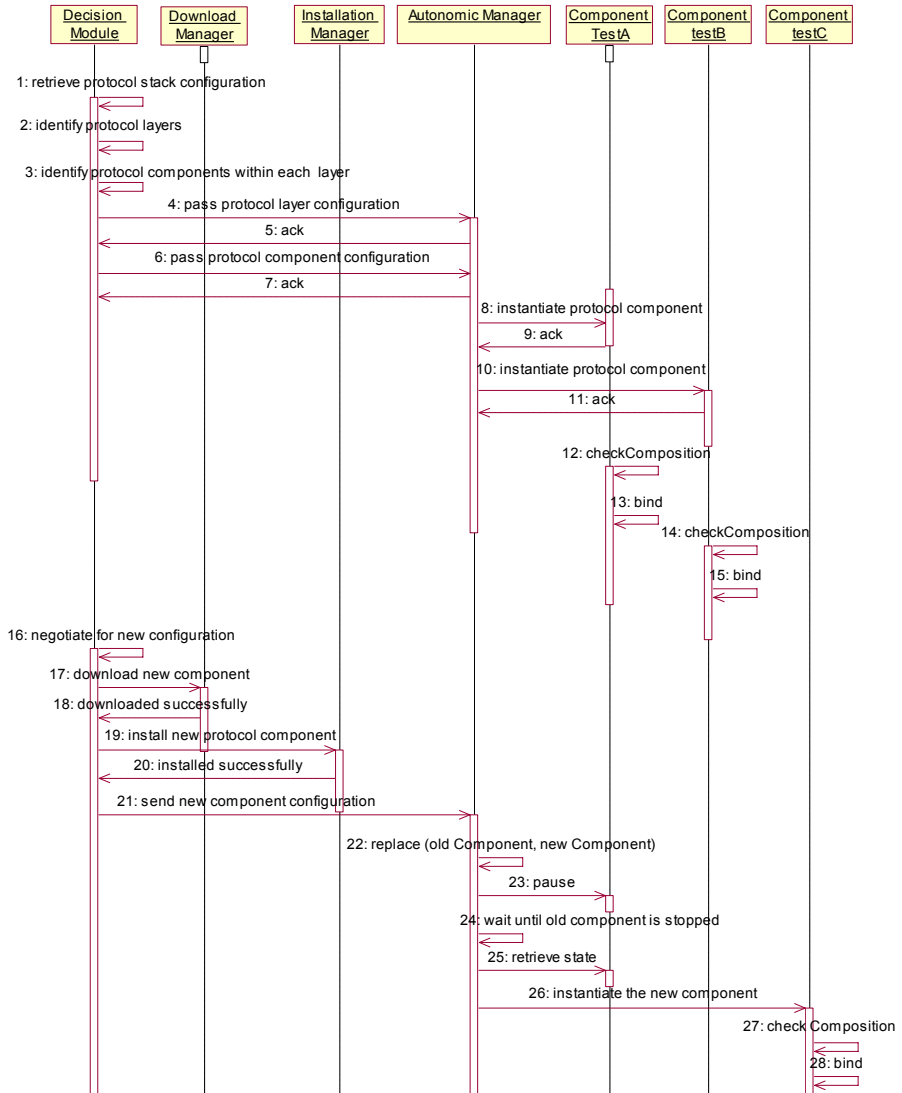 Decision Module
Download Manager
Installation Manager
Autonomic Manager
Component TestA
Component testB
Component testC
1: retrieve protocol stack configuration
2: identify protocol layers
3: identify protocol components within each layer
4: pass protocol layer configuration
5: ack
6: pass protocol component configuration
7: ack
8: instantiate protocol component
9: ack
10: instantiate protocol component
11: ack
12: checkComposition
13: bind
14: checkComposition
15: bind
16: negotiate for new configuration
17: download new component
18: downloaded successfully
19: install new protocol component
20: installed successfully
21: send new component configuration
22: replace (old Component, new Component)
23: pause
24: wait until old component is stopped
25: retrieve state
26: instantiate the new component
27: check Composition
28: bind